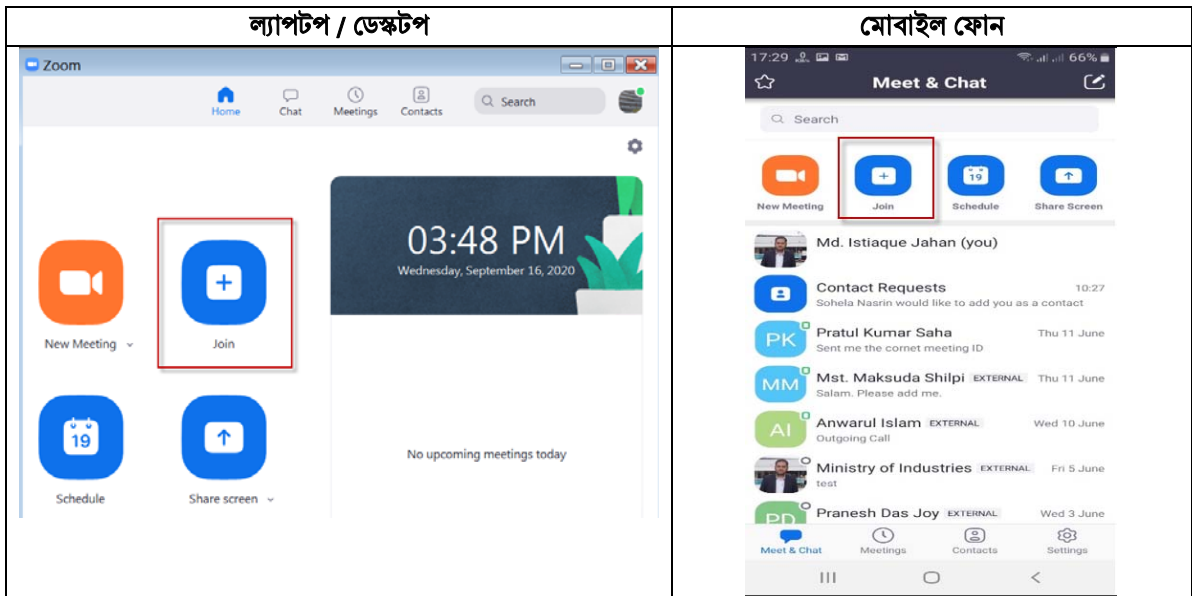 ল্যাপটপ / ডেস্কটপ
মোবাইল ফোন
Zoom
Home
Chat
Meetings
Contacts
Search
03:48 PM
Wednesday, September 16, 2020
New Meeting
Join
19
Schedule
Share screen
No upcoming meetings today
17:29
66%
Meet & Chat
Search
19
New Meeting
Join
Schedule
Share Screen
Md. Istiaque Jahan (you)
Contact Requests 10:27
Sohela Nasrin would like to add you as a contact
PK
Pratul Kumar Saha Thu 11 June
Sent me the cornet meeting ID
MM
Mst. Maksuda Shilpi EXTERNAL Thu 11 June
Salam. Please add me.
AI
Anwarul Islam EXTERNAL Wed 10 June
Outgoing Call
Ministry of Industries EXTERNAL Fri 5 June
test
PD
Pranesh Das Joy EXTERNAL Wed 3 June
Meet & Chat
Meetings
Contacts
Settings